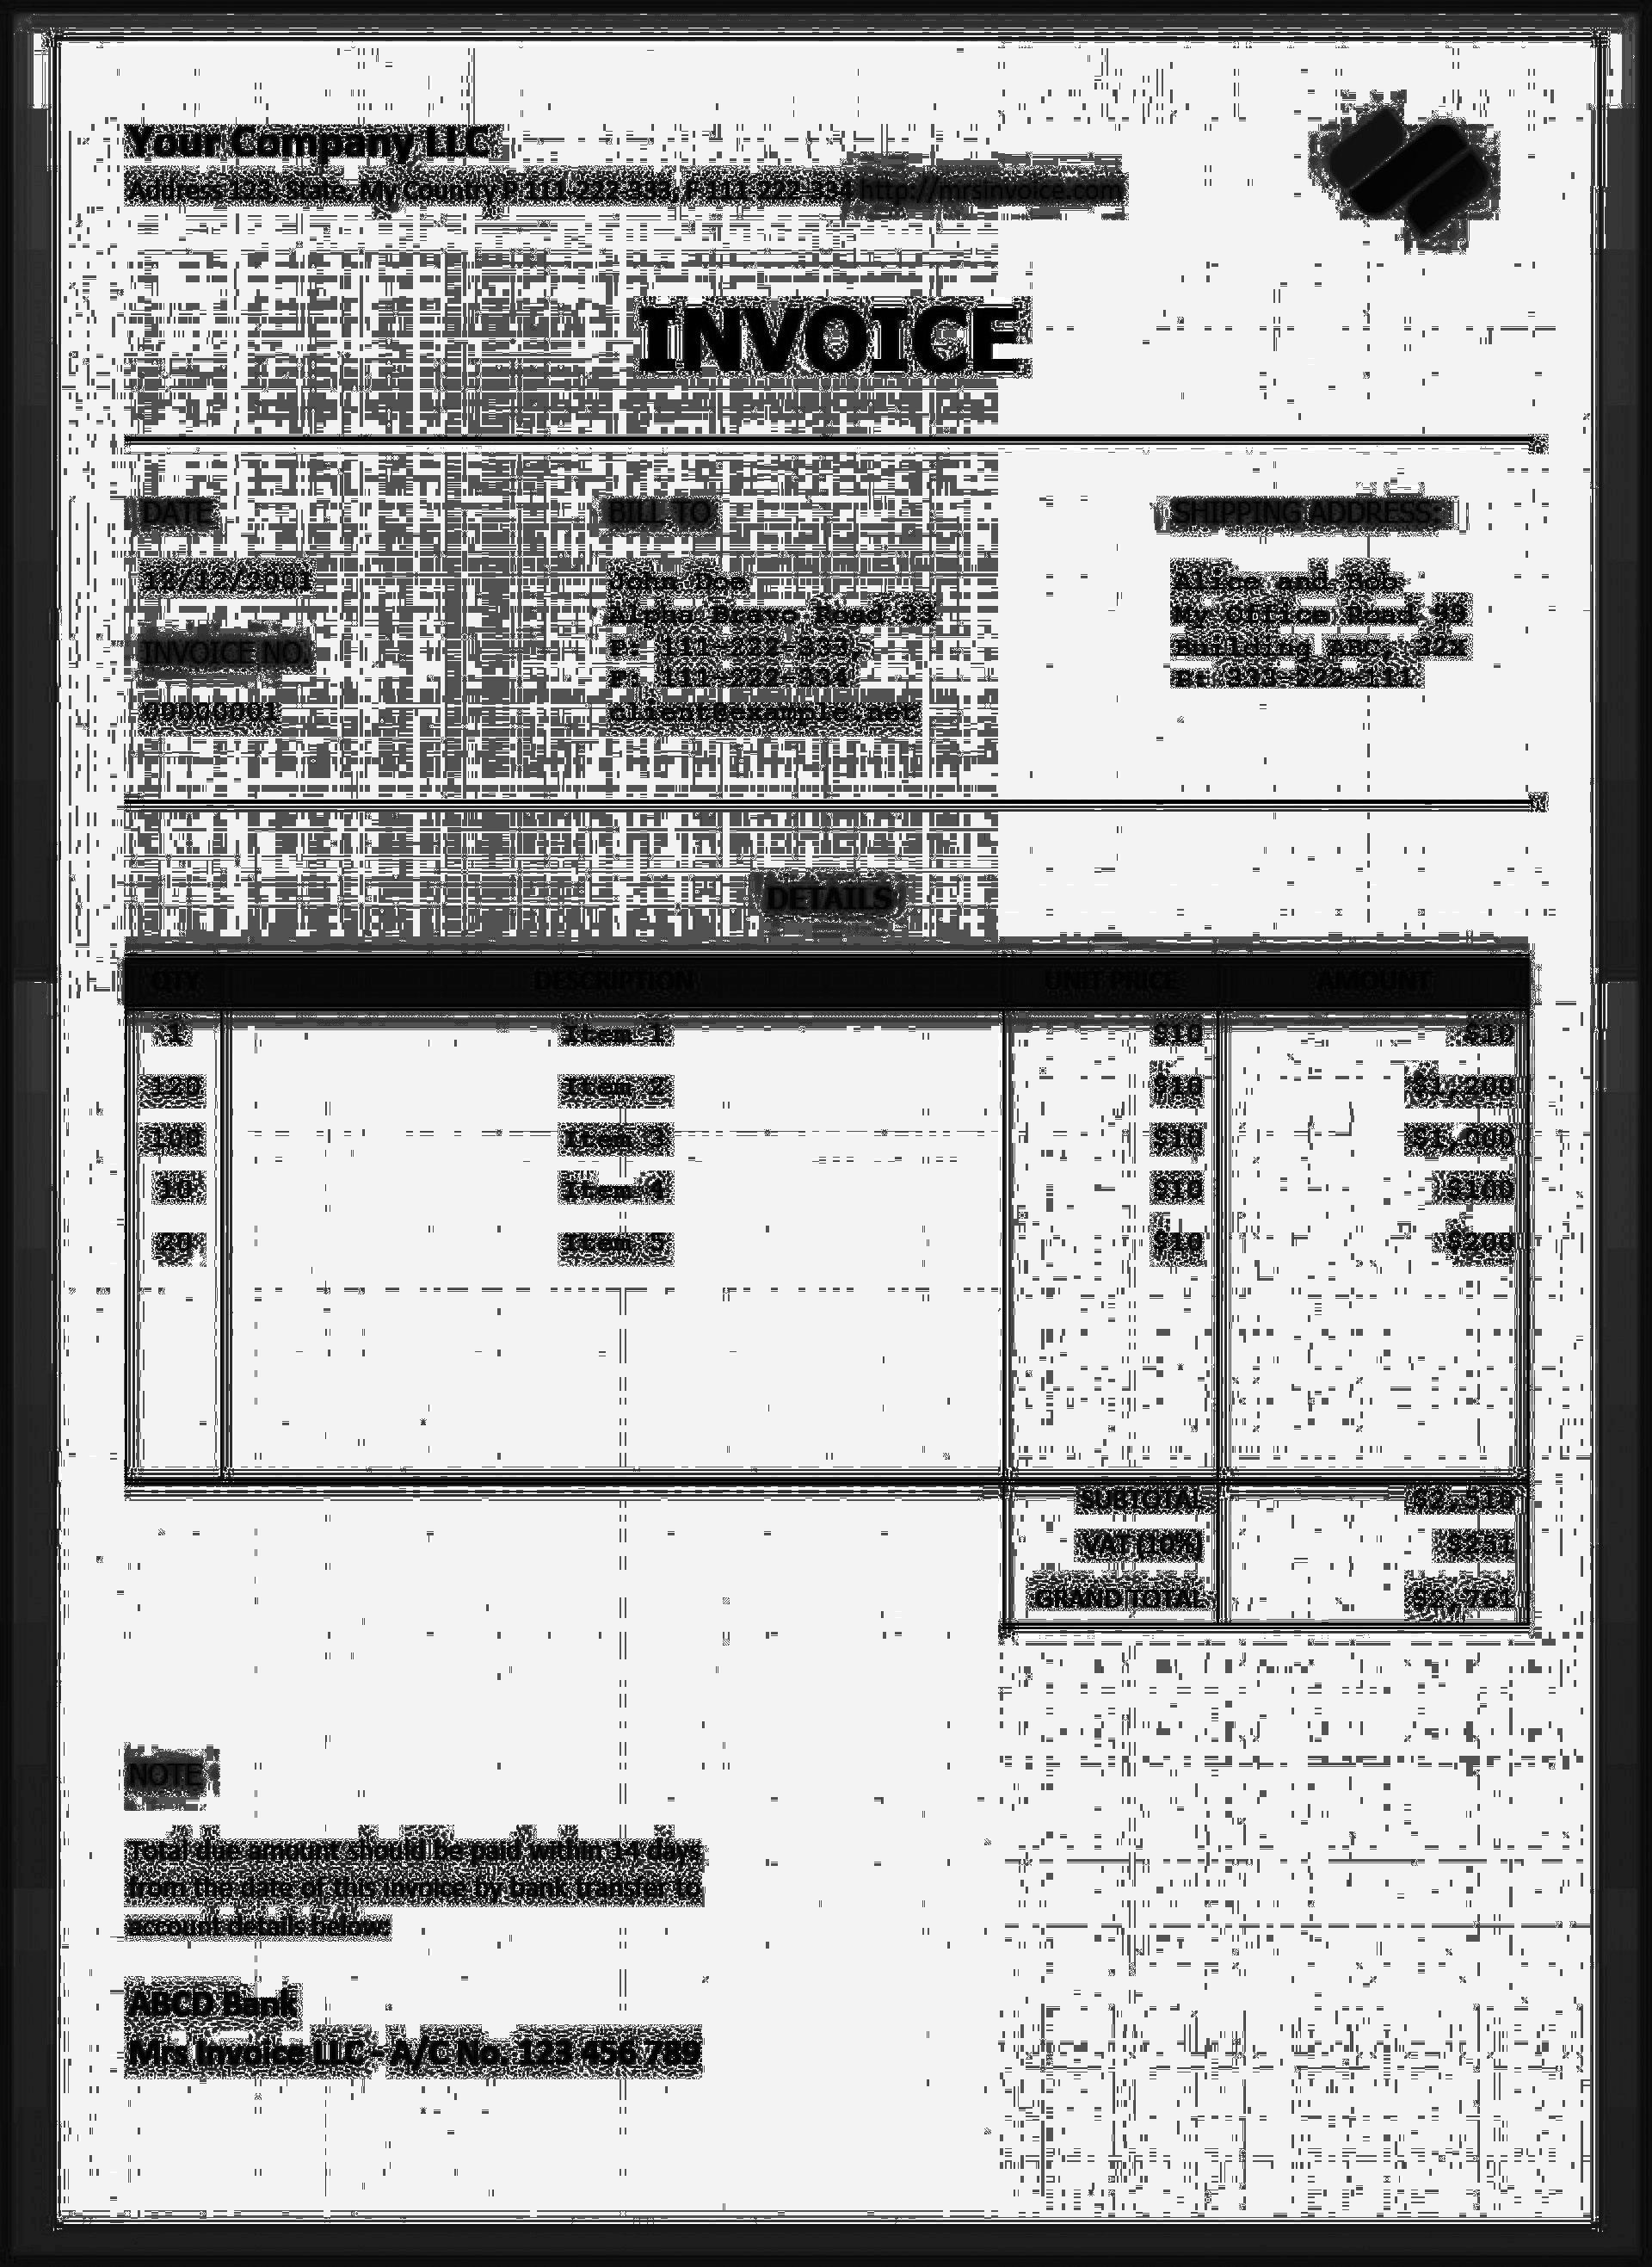 Your Company LLC
Address 123, State, My Country P 111-222-333, F 111-222-334 http://mrsinvoice.com
INVOICE
DATE
BILL TO
SHIPPING ADDRESS:
12/12/2001
John Doe
Alice and Bob
Alpha Bravo Road 33
My Office Road 99
INVOICE NO.
P: 111-222-333,
Building ABC, 32x
F: 111-222-334
P: 333-222-111
00000001
client@example.net
DETAILS
QTY DESCRIPTION UNIT PRICE AMOUNT
1 Item 1 $10 $10
120 Item 2 $10 $1,200
100 Item 3 $10 $1,000
10 Item 4 $10 $100
20 Item 5 $10 $200
SUBTOTAL $2,510
VAT (10%) $251
GRAND TOTAL $2,761
NOTE
Total due amount should be paid within 14 days
from the date of this invoice by bank transfer to
account details below:
ABCD Bank
Mrs Invoice LLC - A/C No. 123 456 789